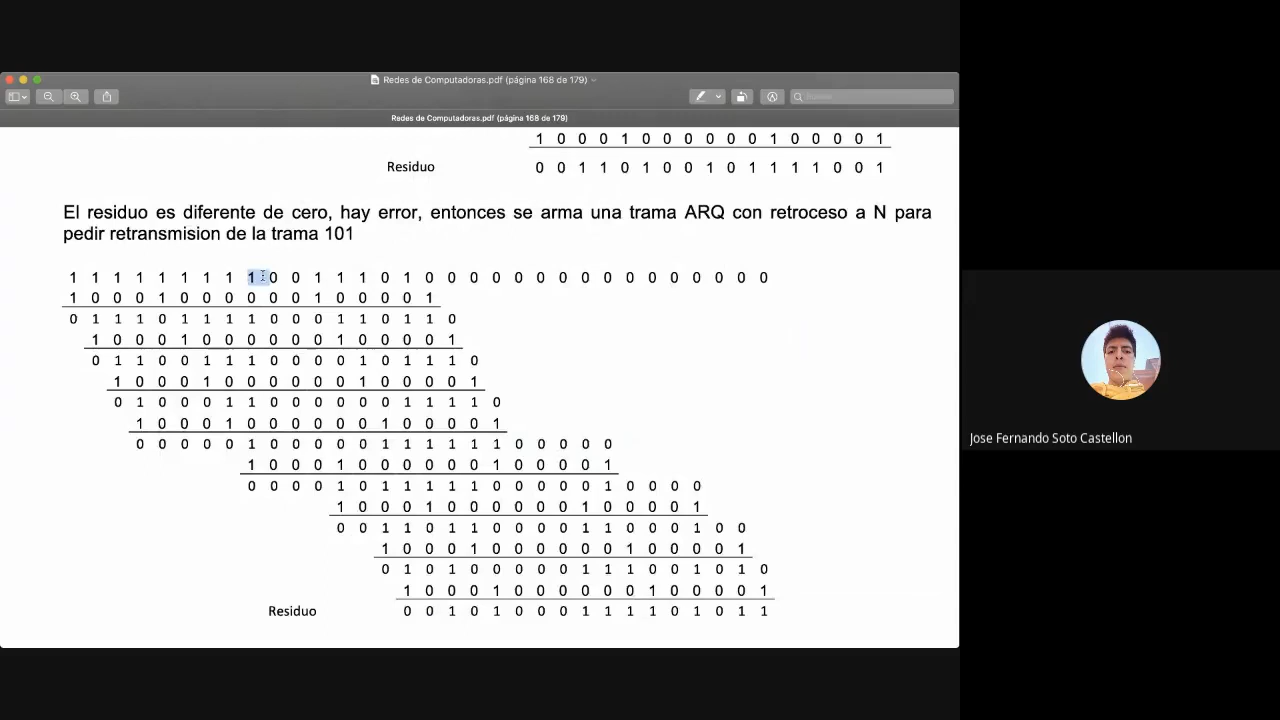 Redes de Computadoras.pdf (página 168 de 179)
Redes de Computadoras.pdf (página 168 de 179)
1 0 0 0 1 0 0 0 0 0 0 1 0 0 0 0 1
Residuo 0 0 1 1 0 1 0 0 1 0 1 1 1 1 0 0 1
El residuo es diferente de cero, hay error, entonces se arma una trama ARQ con retroceso a N para
pedir retransmision de la trama 101
1 1 1 1 1 1 1 1 1 0 0 1 1 1 0 1 0 0 0 0 0 0 0 0 0 0 0 0 0 0 0 0
1 0 0 0 1 0 0 0 0 0 0 1 0 0 0 0 1
0 1 1 1 0 1 1 1 1 0 0 0 1 1 0 1 1 0
1 0 0 0 1 0 0 0 0 0 0 1 0 0 0 0 1
0 1 1 0 0 1 1 1 0 0 0 0 1 0 1 1 1 0
1 0 0 0 1 0 0 0 0 0 0 1 0 0 0 0 1
0 1 0 0 0 1 1 0 0 0 0 0 0 1 1 1 1 0
1 0 0 0 1 0 0 0 0 0 0 1 0 0 0 0 1
0 0 0 0 0 1 0 0 0 0 0 1 1 1 1 1 1 0 0 0 0 0
1 0 0 0 1 0 0 0 0 0 0 1 0 0 0 0 1
0 0 0 0 1 0 1 1 1 1 1 0 0 0 0 0 1 0 0 0 0
1 0 0 0 1 0 0 0 0 0 0 1 0 0 0 0 1
0 0 1 1 0 1 1 0 0 0 0 1 1 0 0 0 1 0 0
1 0 0 0 1 0 0 0 0 0 0 1 0 0 0 0 1
0 1 0 1 0 0 0 0 0 1 1 1 0 0 1 0 1 0
1 0 0 0 1 0 0 0 0 0 0 1 0 0 0 0 1
Residuo 0 0 1 0 1 0 0 0 1 1 1 1 0 1 0 1 1
Jose Fernando Soto Castellon